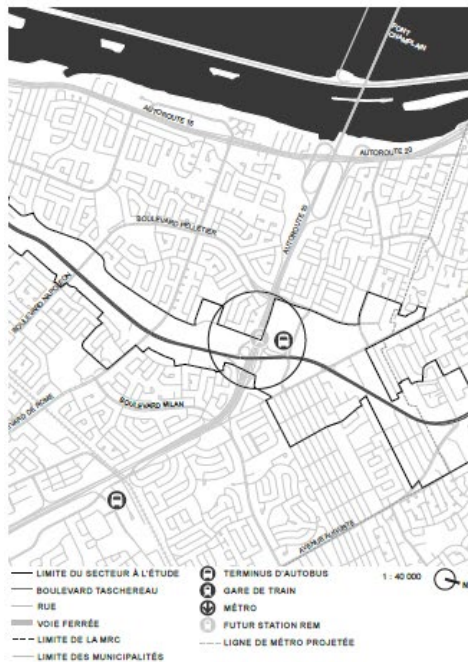 PONT
CHAMPLAIN
AUTOROUTE 15
AUTOROUTE 20
BOULEVARD PELLETIER
AUTOROUTE 10
BOULEVARD NAPOLÉON
BOULEVARD DE ROME
BOULEVARD MILAN
AVENUE AUGUSTE
LIMITE DU SECTEUR À L'ÉTUDE
BOULEVARD TASCHEREAU
RUE
VOIE FERRÉE
LIMITE DE LA MRC
LIMITE DES MUNICIPALITÉS
TERMINUS D'AUTOBUS
GARE DE TRAIN
MÉTRO
FUTUR STATION REM
LIGNE DE MÉTRO PROJETÉE
1 : 40 000
N